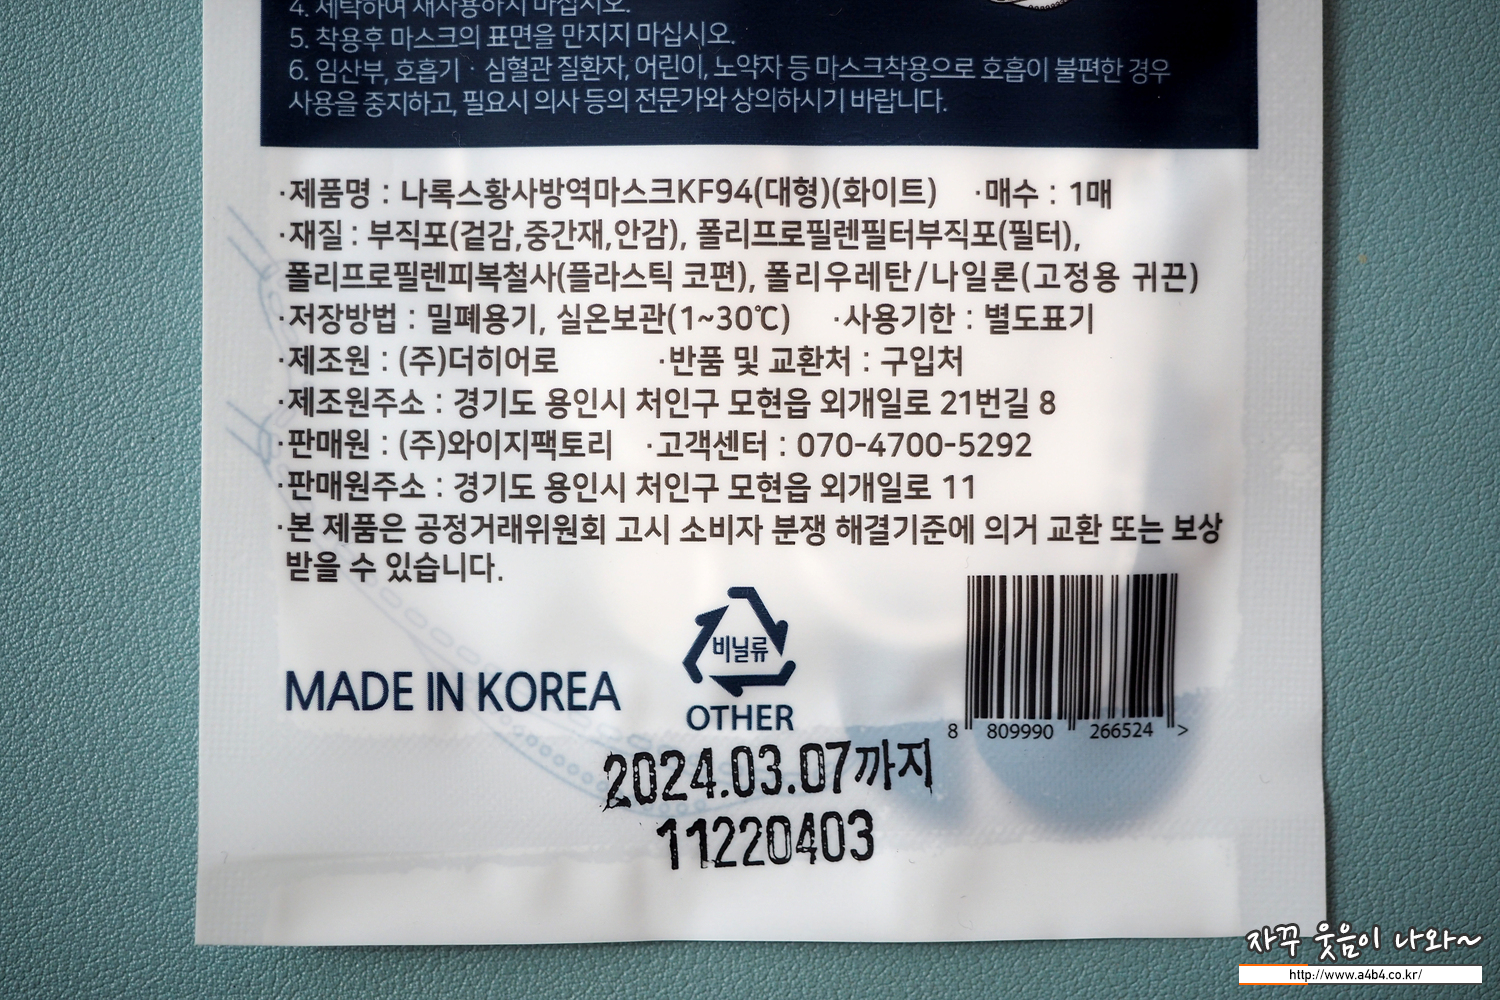 4. 세탁하여 재사용하지 마십시오.
5. 착용후 마스크의 표면을 만지지 마십시오.
6. 임산부, 호흡기 · 심혈관 질환자, 어린이, 노약자 등 마스크착용으로 호흡이 불편한 경우
사용을 중지하고, 필요시 의사 등의 전문가와 상의하시기 바랍니다.
·제품명 : 나록스황사방역마스크KF94(대형)(화이트) ·매수 : 1매
·재질 : 부직포(겉감,중간재,안감), 폴리프로필렌필터부직포(필터),
폴리프로필렌피복철사(플라스틱 코편), 폴리우레탄/나일론(고정용 귀끈)
·저장방법 : 밀폐용기, 실온보관(1~30℃) ·사용기한 : 별도표기
·제조원 : (주)더히어로 ·반품 및 교환처 : 구입처
·제조원주소 : 경기도 용인시 처인구 모현읍 외개일로 21번길 8
·판매원 : (주)와이지팩토리 ·고객센터 : 070-4700-5292
·판매원주소 : 경기도 용인시 처인구 모현읍 외개일로 11
·본 제품은 공정거래위원회 고시 소비자 분쟁 해결기준에 의거 교환 또는 보상
받을 수 있습니다.
비닐류
MADE IN KOREA
OTHER
8 809990 266524 >
2024.03.07까지
11220403
자꾸 웃음이 나와~
http://www.a4b4.co.kr/